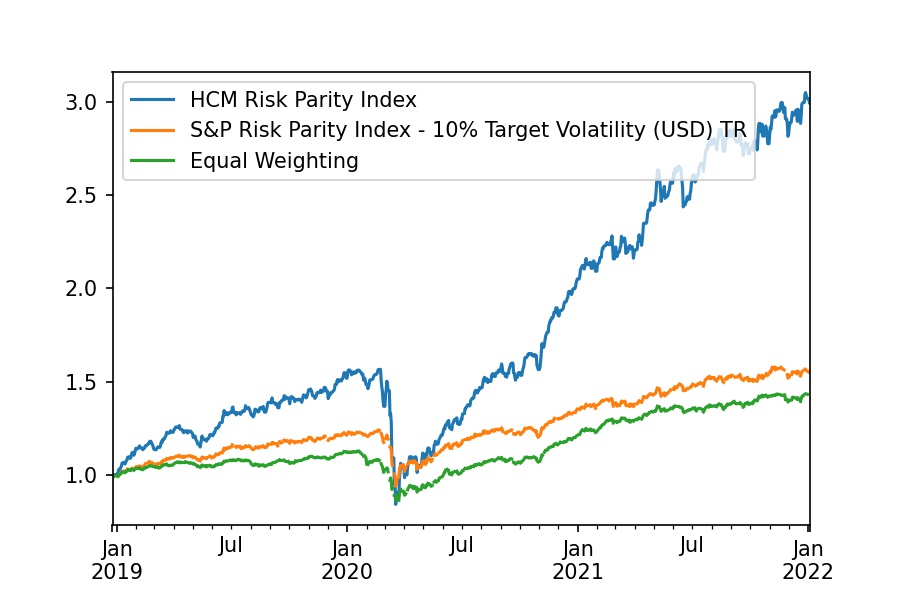 HCM Risk Parity Index
S&P Risk Parity Index - 10% Target Volatility (USD) TR
Equal Weighting
3.0
2.5
2.0
1.5
1.0
Jan Jul Jan Jul Jan Jul Jan
2019 2020 2021 2022